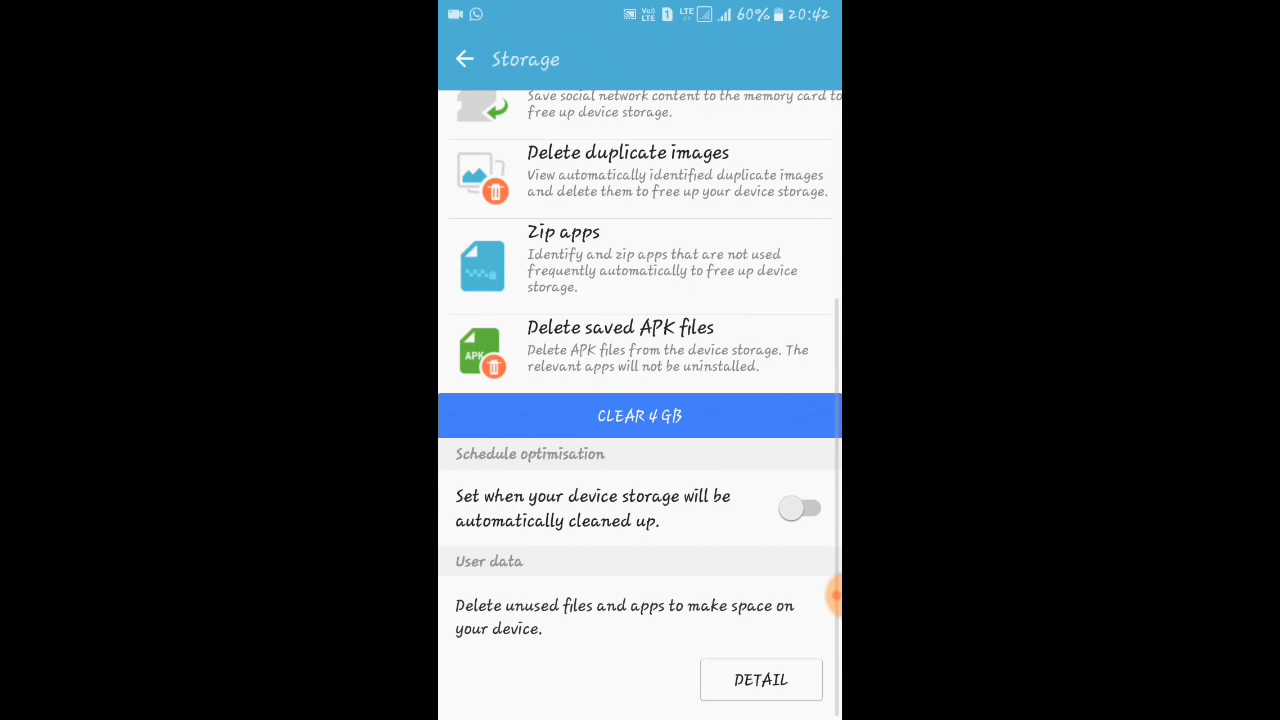 Vo)) LTE 1 LTE 60% 20:42
Storage
Save social network content to the memory card to
free up device storage.
Delete duplicate images
View automatically identified duplicate images
and delete them to free up your device storage.
Zip apps
Identify and zip apps that are not used
frequently automatically to free up device
storage.
Delete saved APK files
APK
Delete APK files from the device storage. The
relevant apps will not be uninstalled.
CLEAR 4 GB
Schedule optimisation
Set when your device storage will be
automatically cleaned up.
User data
Delete unused files and apps to make space on
your device.
DETAIL